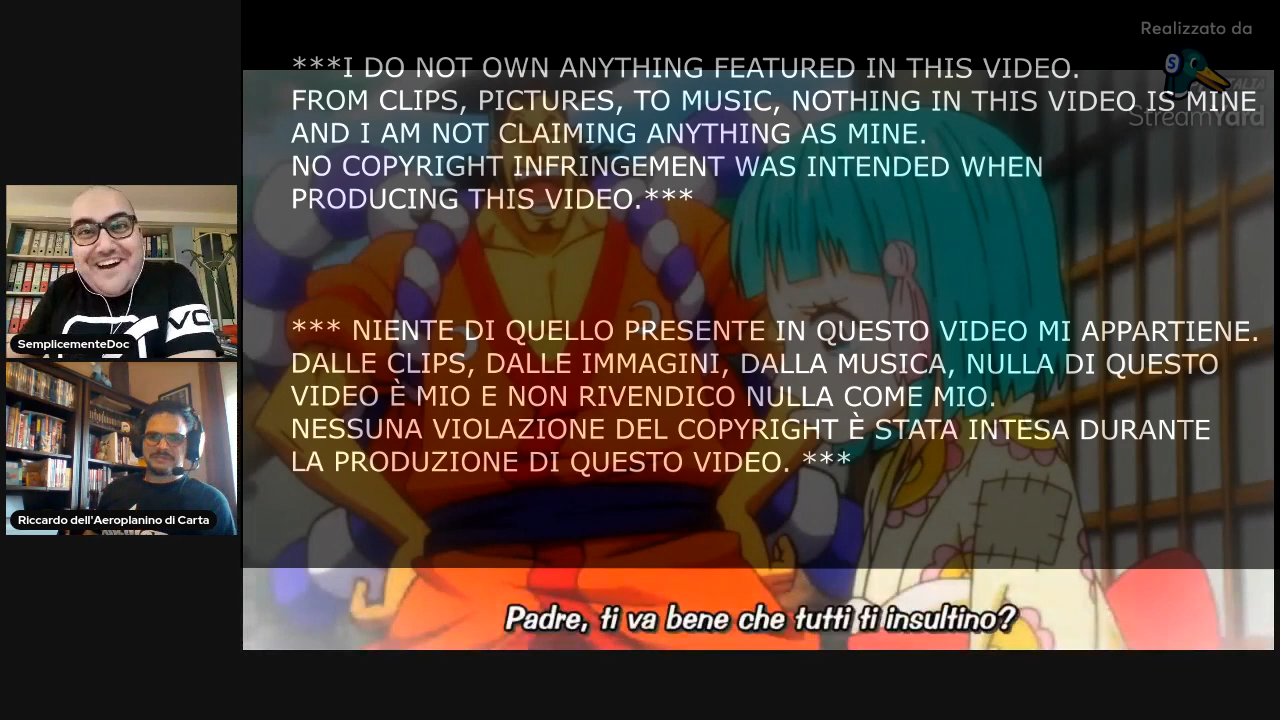 Realizzato da
StreamYard
ITALIA
***I DO NOT OWN ANYTHING FEATURED IN THIS VIDEO.
FROM CLIPS, PICTURES, TO MUSIC, NOTHING IN THIS VIDEO IS MINE
AND I AM NOT CLAIMING ANYTHING AS MINE.
NO COPYRIGHT INFRINGEMENT WAS INTENDED WHEN
PRODUCING THIS VIDEO.***
*** NIENTE DI QUELLO PRESENTE IN QUESTO VIDEO MI APPARTIENE.
DALLE CLIPS, DALLE IMMAGINI, DALLA MUSICA, NULLA DI QUESTO
VIDEO È MIO E NON RIVENDICO NULLA COME MIO.
NESSUNA VIOLAZIONE DEL COPYRIGHT È STATA INTESA DURANTE
LA PRODUZIONE DI QUESTO VIDEO. ***
SemplicementeDoc
Riccardo dell'Aeroplanino di Carta
Padre, ti va bene che tutti ti insultino?